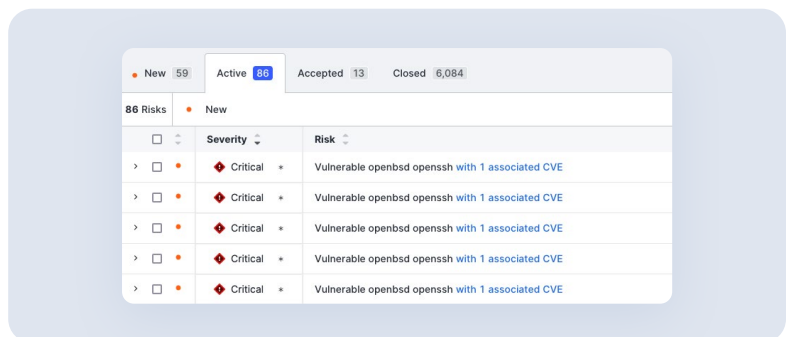 New 59 Active 86 Accepted 13 Closed 6,084
86 Risks New
Severity Risk
Critical * Vulnerable openbsd openssh with 1 associated CVE
Critical * Vulnerable openbsd openssh with 1 associated CVE
Critical * Vulnerable openbsd openssh with 1 associated CVE
Critical * Vulnerable openbsd openssh with 1 associated CVE
Critical * Vulnerable openbsd openssh with 1 associated CVE